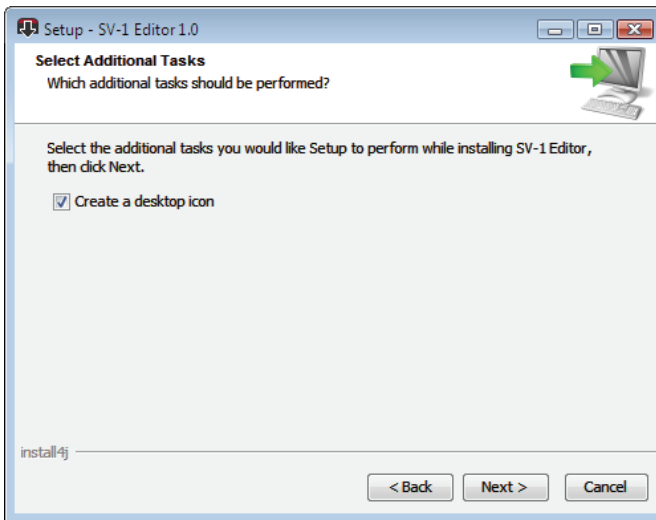 Setup - SV-1 Editor 1.0
Select Additional Tasks
Which additional tasks should be performed?
Select the additional tasks you would like Setup to perform while installing SV-1 Editor,
then click Next.
Create a desktop icon
install4j
< Back Next > Cancel